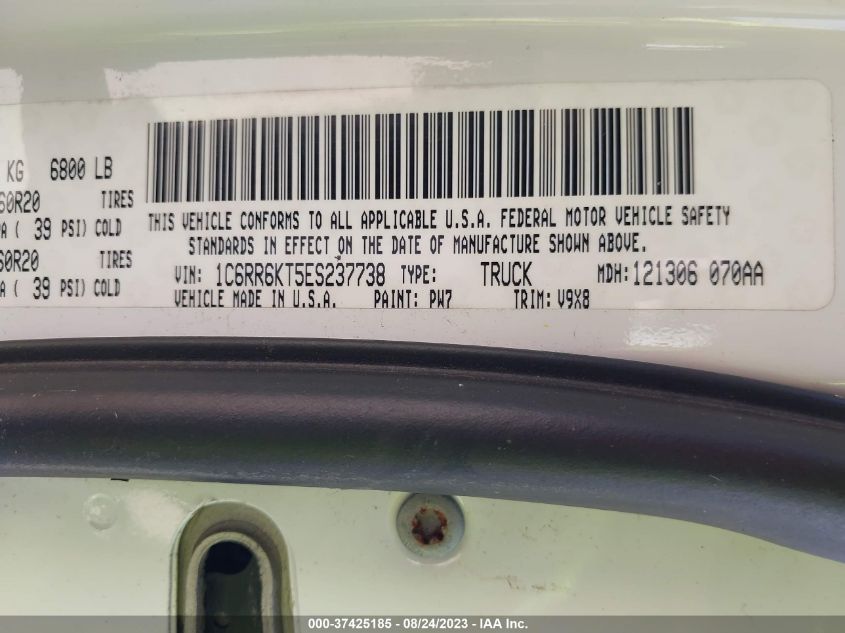 KG 6800 LB
60R20 TIRES
A ( 39 PSI) COLD
60R20
A ( 39 PSI) COLD
THIS VEHICLE CONFORMS TO ALL APPLICABLE U.S.A. FEDERAL MOTOR VEHICLE SAFETY
STANDARDS IN EFFECT ON THE DATE OF MANUFACTURE SHOWN ABOVE.
VIN: 1C6RR6KT5ES237738 TYPE: TRUCK MDH:121306 070AA
VEHICLE MADE IN U.S.A. PAINT: PW7 TRIM: V9X8
000-37425185 - 08/24/2023 - IAA Inc.